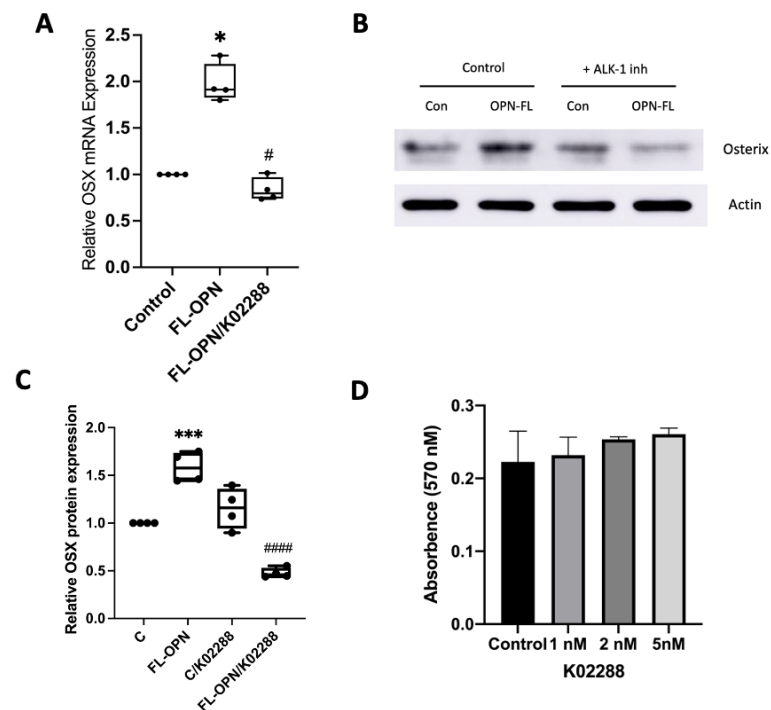 A
Relative OSX mRNA Expression
2.5
2.0
1.5
1.0
0.5
0.0
*
#
Control
FL-OPN
FL-OPN/K02288
B
Control
+ ALK-1 inh
Con
OPN-FL
Con
OPN-FL
Osterix
Actin
C
Relative OSX protein expression
2.0
1.5
1.0
0.5
0.0
***
####
C
FL-OPN
C/K02288
FL-OPN/K02288
D
Absorbence (570 nM)
0.3
0.2
0.1
0.0
Control 1 nM 2 nM 5nM
K02288